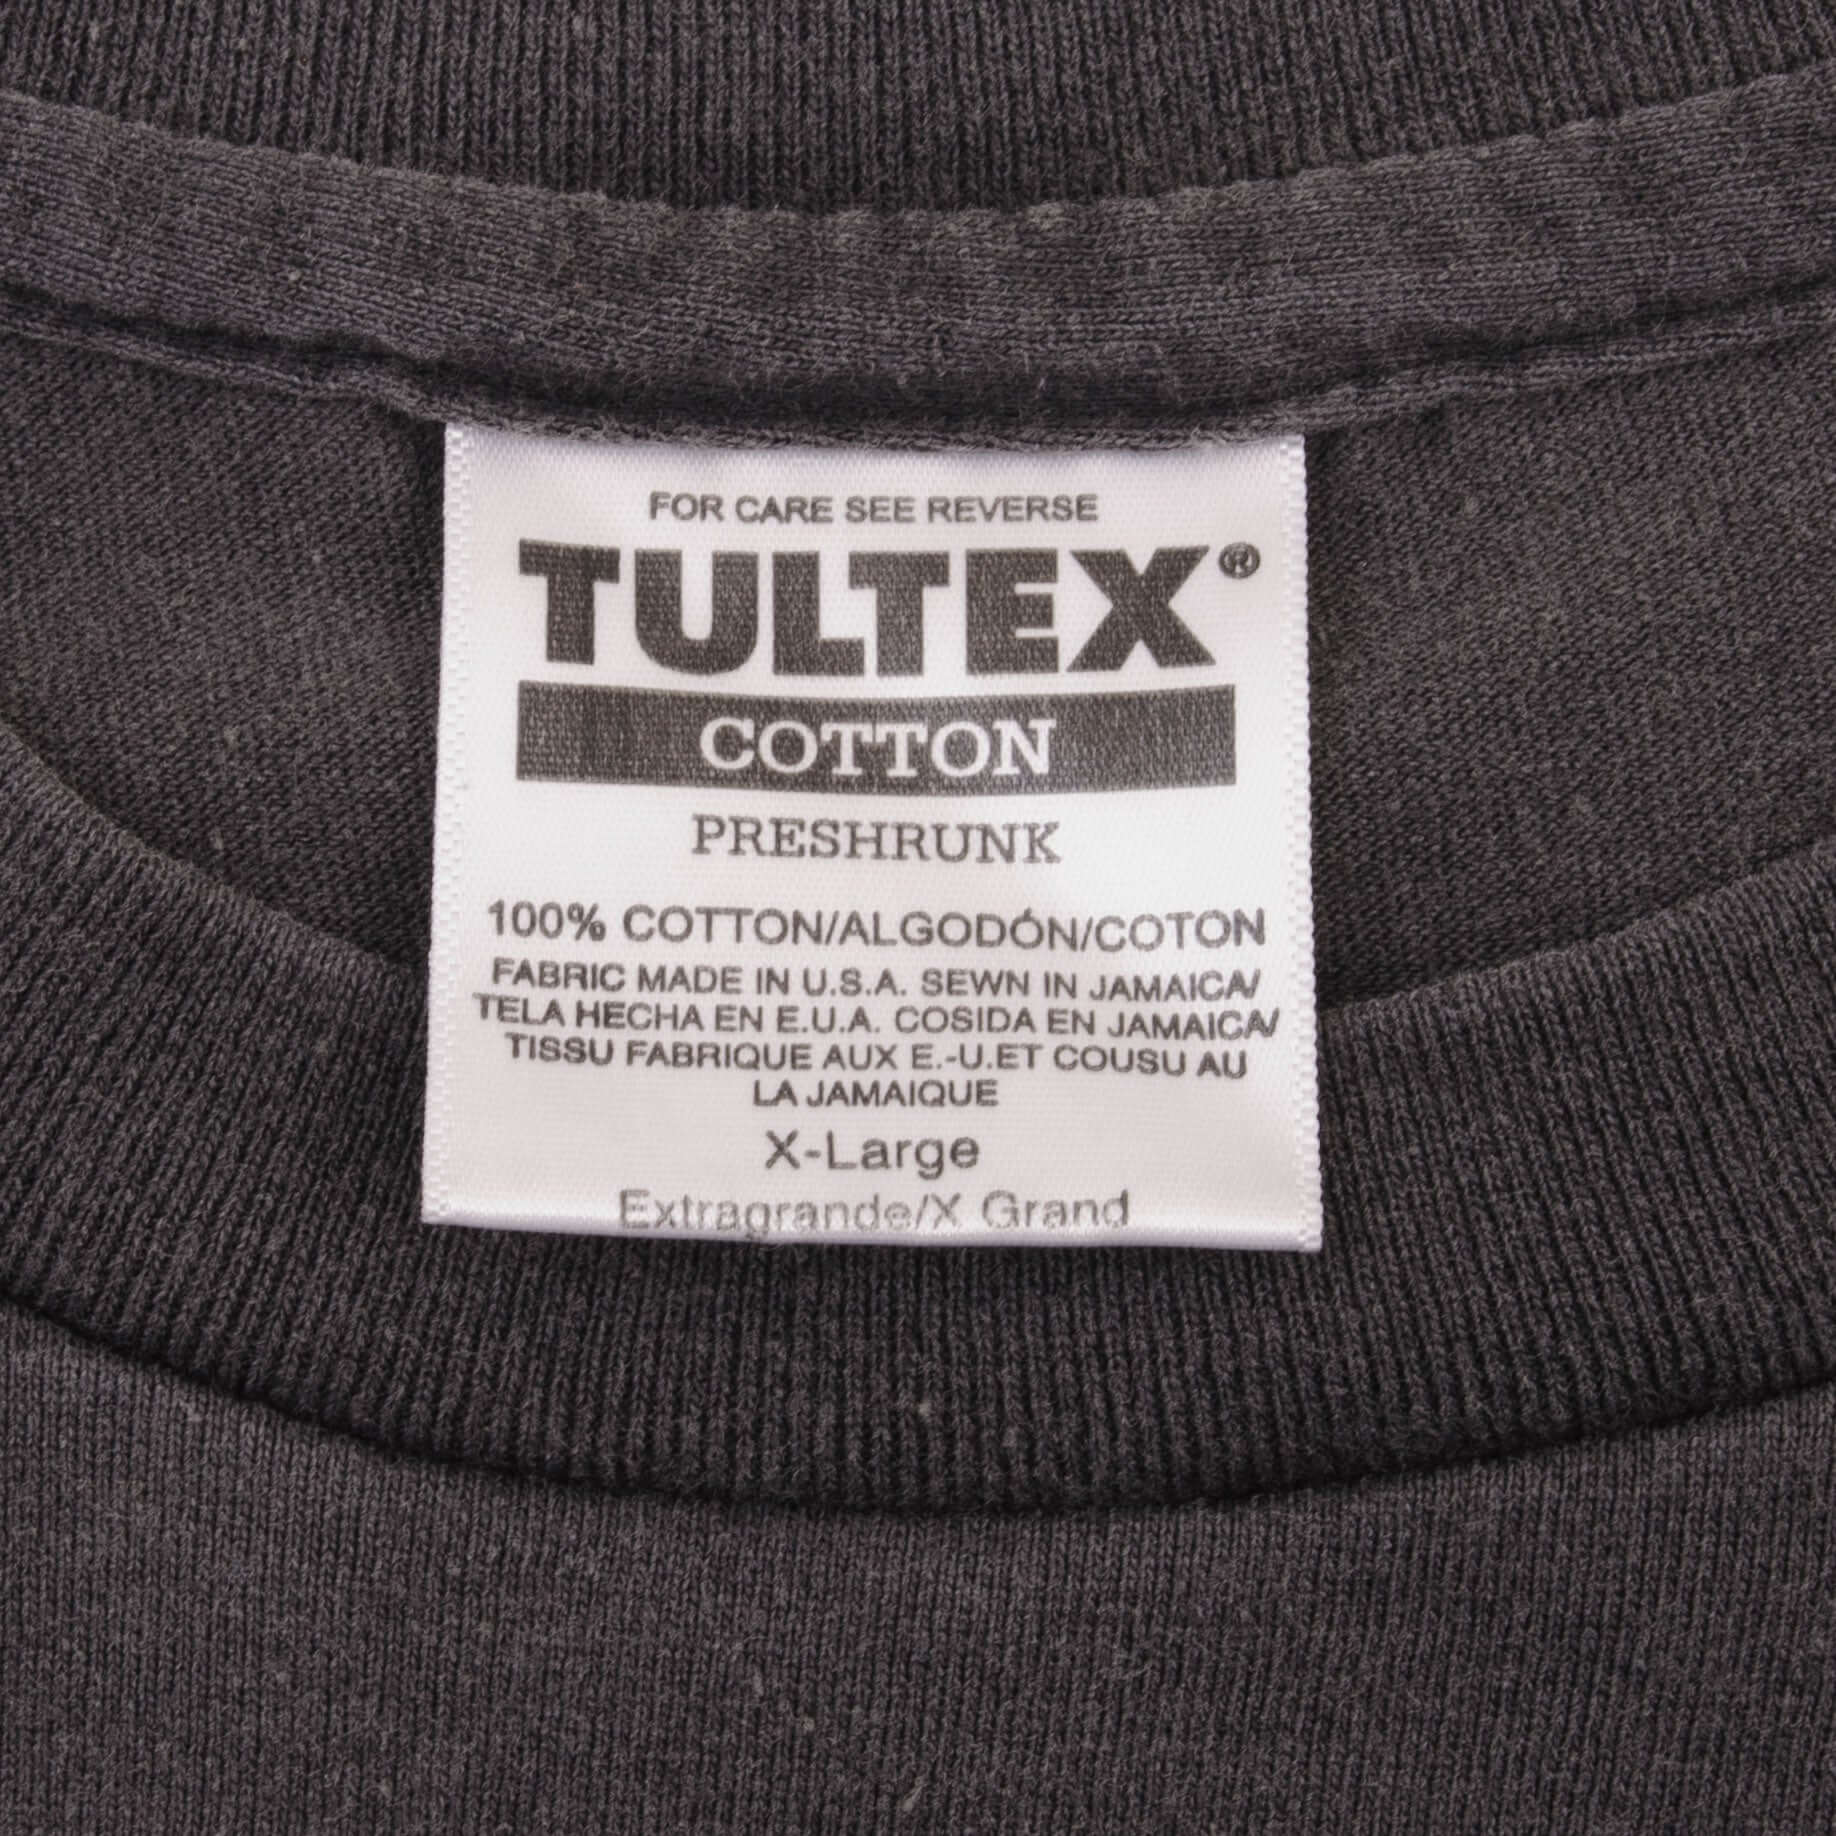 FOR CARE SEE REVERSE
TULTEX®
COTTON
PRESHRUNK
100% COTTON/ALGODÓN/COTON
FABRIC MADE IN U.S.A. SEWN IN JAMAICA/
TELA HECHA EN E.U.A. COSIDA EN JAMAICA/
TISSU FABRIQUE AUX E.-U.ET COUSU AU
LA JAMAIQUE
X-Large
Extragrande/X Grand